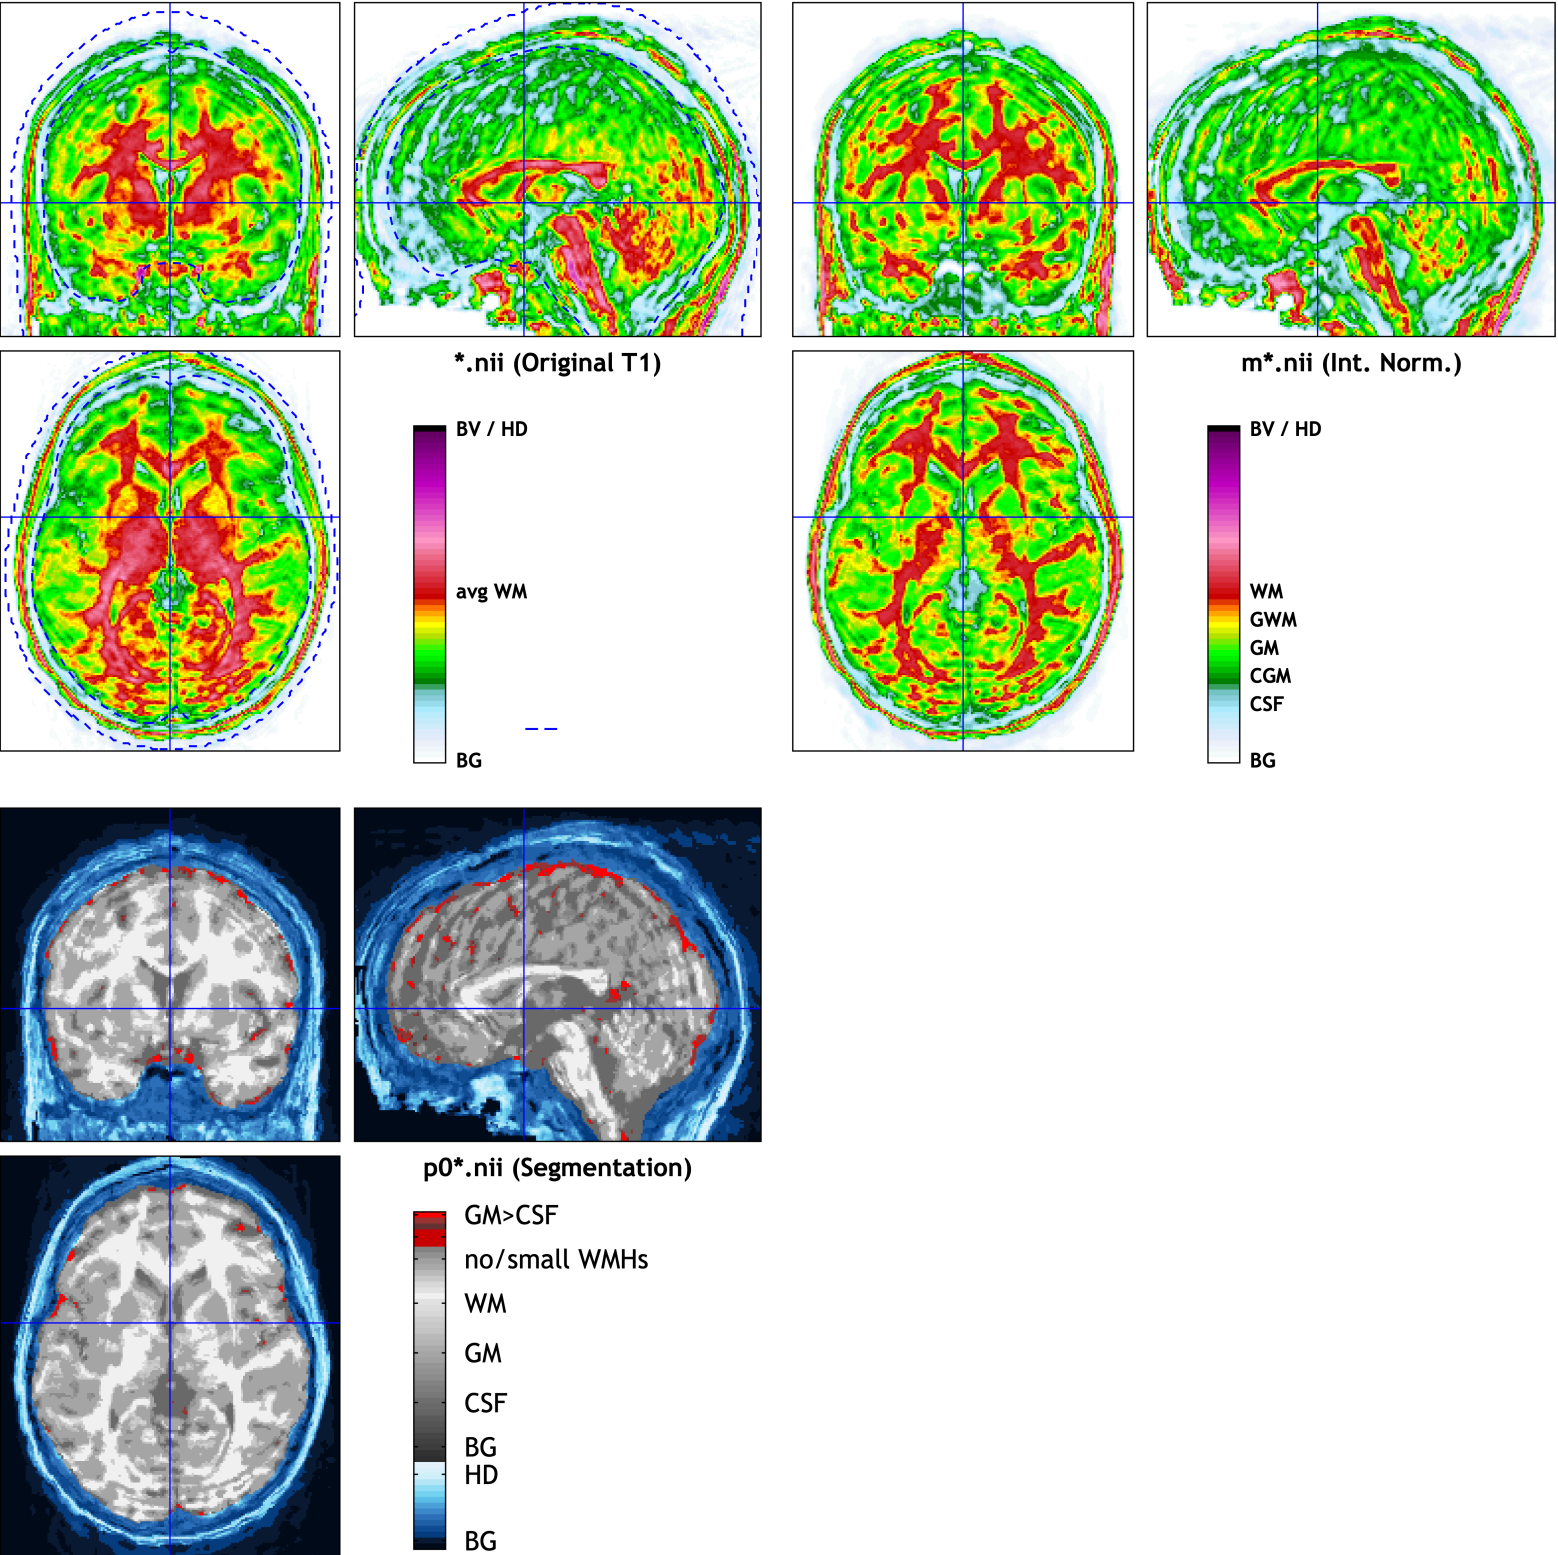 *.nii (Original T1)
BV / HD
avg WM
BG
m*.nii (Int. Norm.)
BV / HD
WM
GWM
GM
CGM
CSF
BG
p0*.nii (Segmentation)
GM>CSF
no/small WMHs
WM
GM
CSF
BG
HD
BG